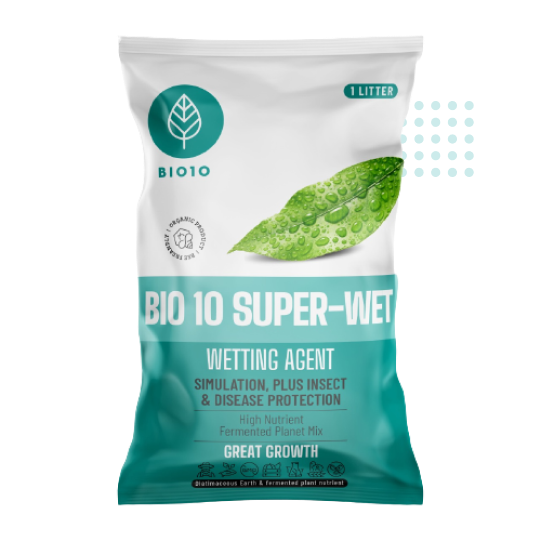 1 LITTER
BIO10
ORGANIC PRODUCT
BIO 10 SUPER-WET
WETTING AGENT
SIMULATION, PLUS INSECT
& DISEASE PROTECTION
High Nutrient
Fermented Planet Mix
GREAT GROWTH
Diatimaceous Earth & fermented plant nutrient